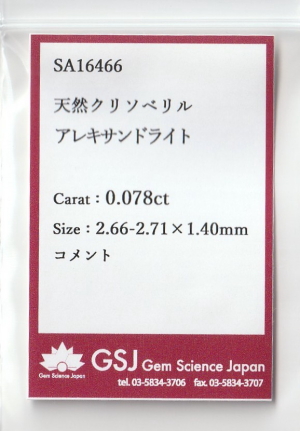 SA16466
天然クリソベリル
アレキサンドライト
Carat：0.078ct
Size：2.66-2.71×1.40mm
コメント
GSJ Gem Science Japan
Gem Science Japan
tel. 03-5834-3706 fax. 03-5834-3707